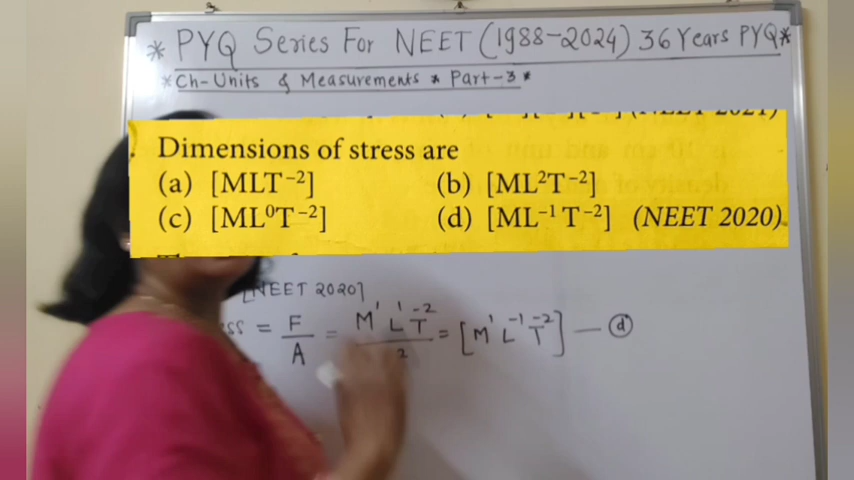 * PYQ Series For NEET (1988-2024) 36 Years PYQ*
*Ch-Units & Measurements * Part-3*
Dimensions of stress are
(a) [MLT⁻²] (b) [ML²T⁻²]
(c) [ML⁰T⁻²] (d) [ML⁻¹T⁻²] (NEET 2020).
[NEET 2020]
= F/A = M¹L¹T⁻²/ ² = [M¹L⁻¹T⁻²] — (d)